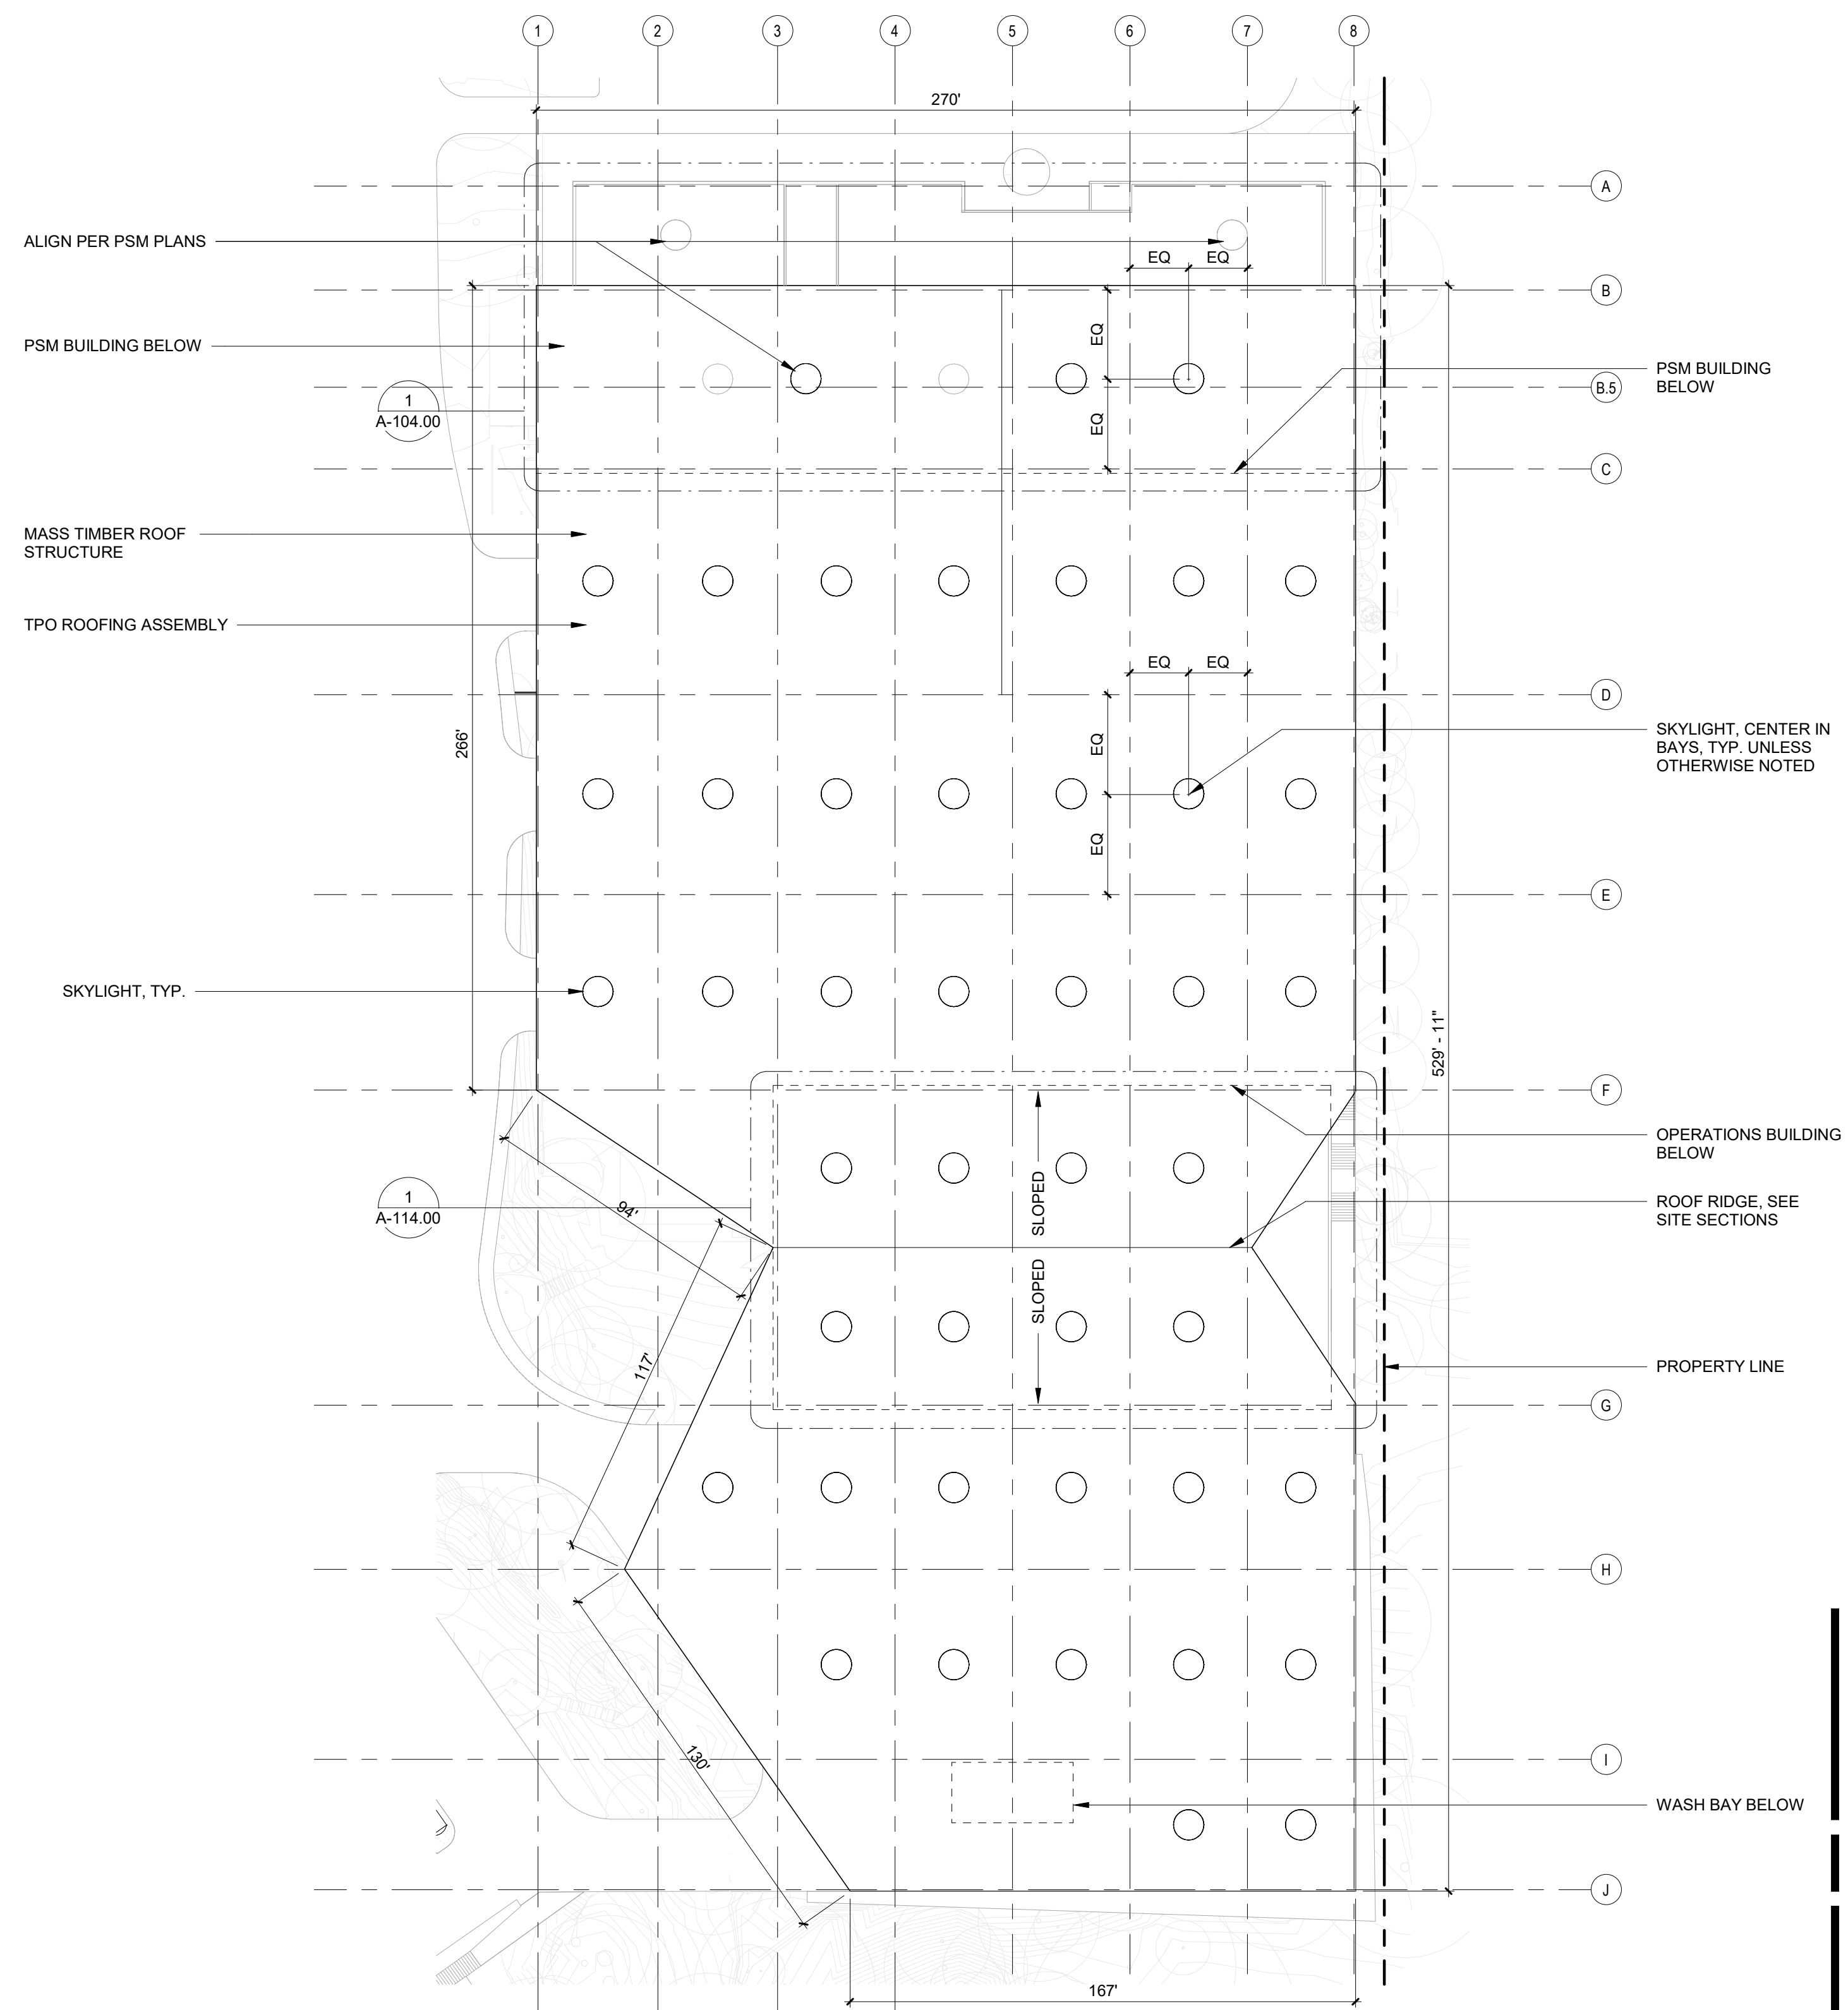 1
2
3
4
5
6
7
8
270'
A
ALIGN PER PSM PLANS
EQ
EQ
B
PSM BUILDING BELOW
EQ
PSM BUILDING
BELOW
B.5
1
A-104.00
EQ
C
MASS TIMBER ROOF
STRUCTURE
TPO ROOFING ASSEMBLY
EQ
EQ
D
266'
EQ
SKYLIGHT, CENTER IN
BAYS, TYP. UNLESS
OTHERWISE NOTED
EQ
E
SKYLIGHT, TYP.
529' - 11"
F
OPERATIONS BUILDING
BELOW
1
A-114.00
94'
SLOPED
ROOF RIDGE, SEE
SITE SECTIONS
SLOPED
117'
PROPERTY LINE
G
H
130'
I
WASH BAY BELOW
J
167'